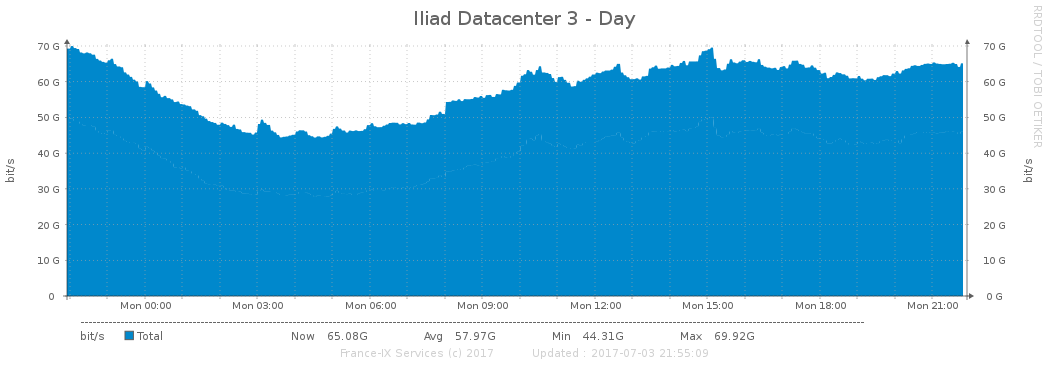 Iliad Datacenter 3 - Day
RRDTOOL / TOBI OETIKER
70 G 70 G
60 G 60 G
50 G 50 G
40 G 40 G
30 G 30 G
20 G 20 G
10 G 10 G
0 0 G
bit/s bit/s
Mon 00:00 Mon 03:00 Mon 06:00 Mon 09:00 Mon 12:00 Mon 15:00 Mon 18:00 Mon 21:00
bit/s Total Now 65.08G Avg 57.97G Min 44.31G Max 69.92G
France-IX Services (c) 2017 Updated : 2017-07-03 21:55:09